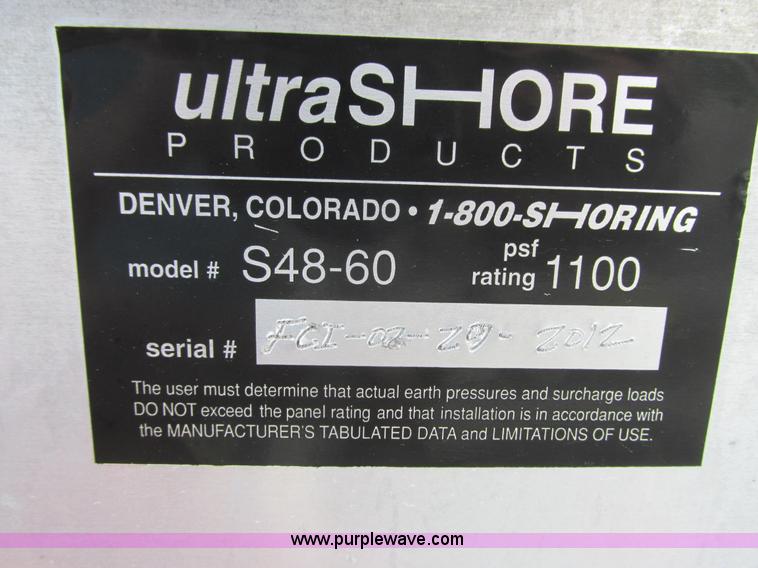 ultraSHORE
PRODUCTS
DENVER, COLORADO • 1-800-SHORING
model # S48-60 psf rating 1100
serial # FCI-02-29-2012
The user must determine that actual earth pressures and surcharge loads
DO NOT exceed the panel rating and that installation is in accordance with
the MANUFACTURER'S TABULATED DATA and LIMITATIONS OF USE.
www.purplewave.com